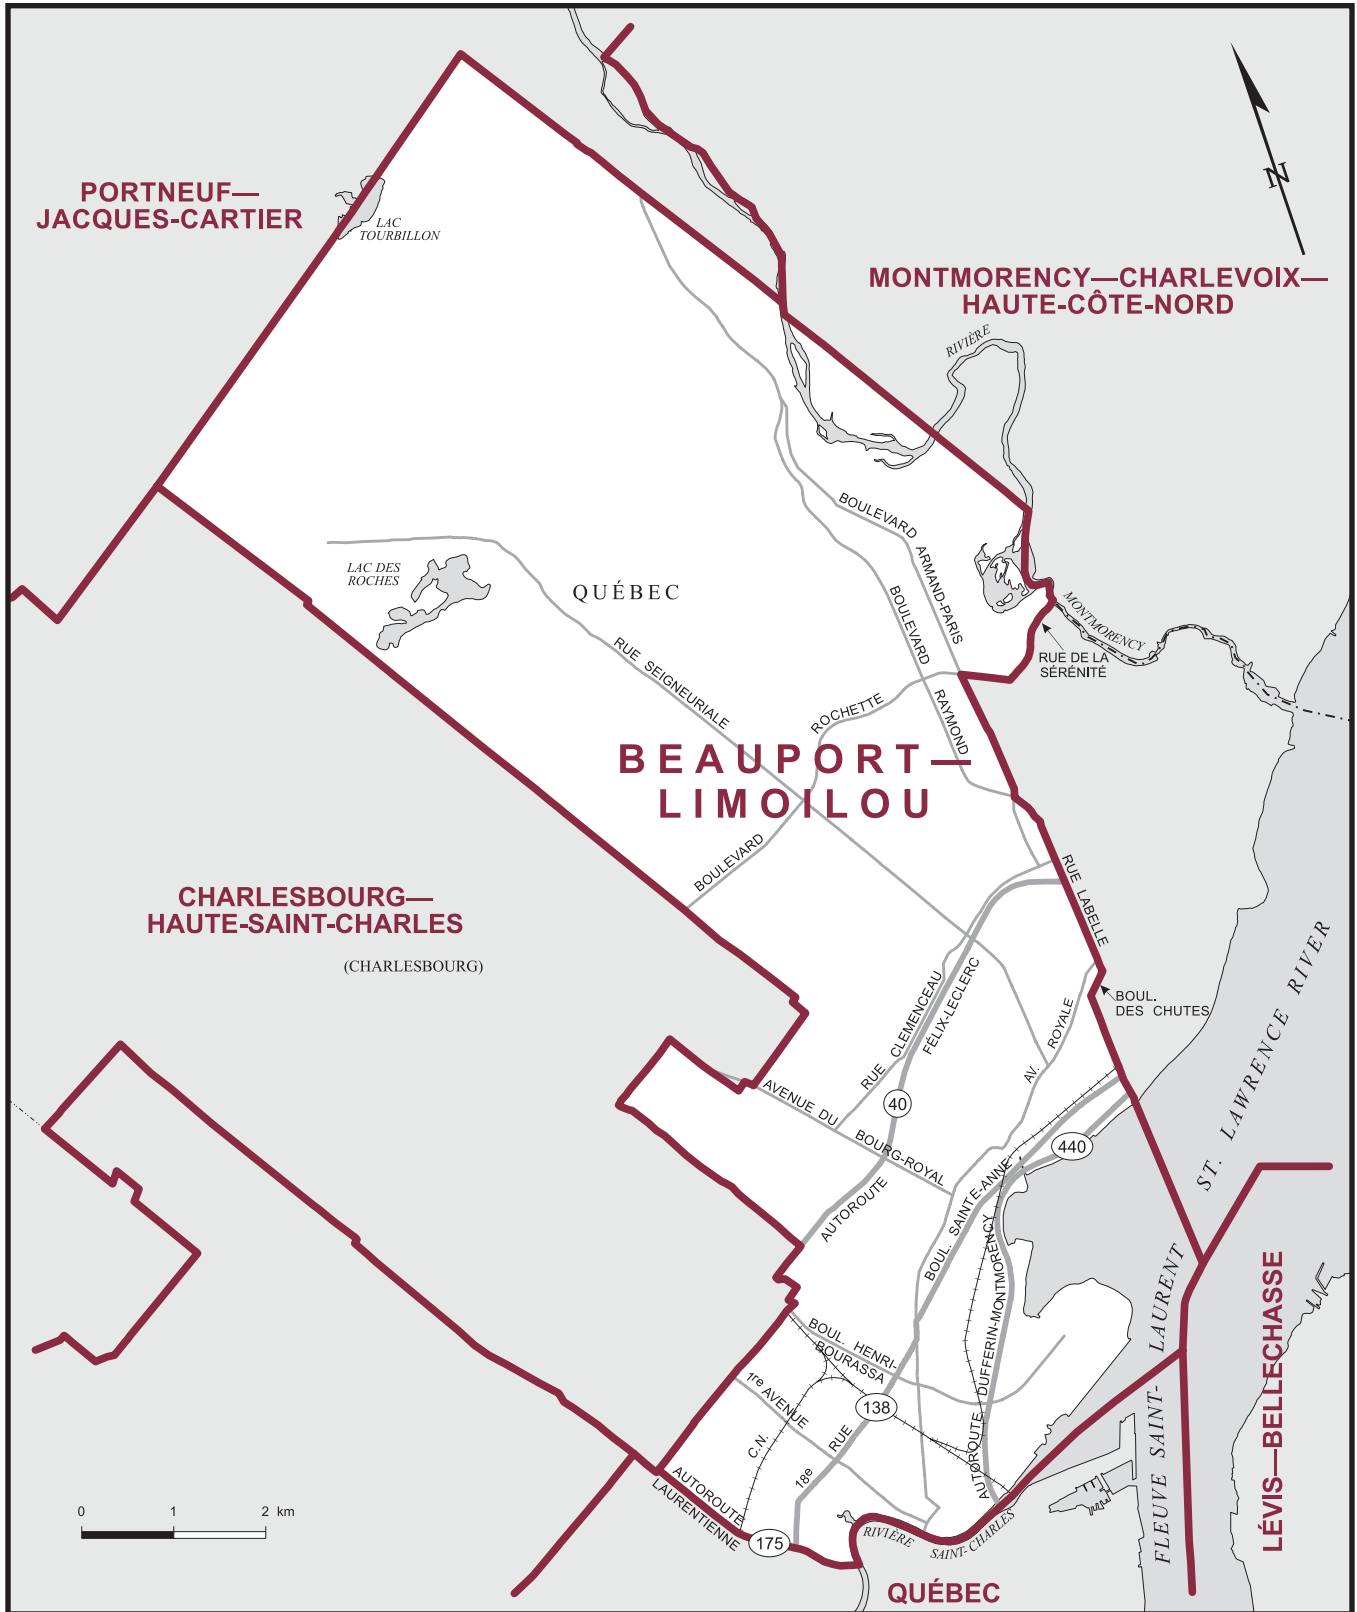 PORTNEUF—
JACQUES-CARTIER
LAC
TOURBILLON
N
MONTMORENCY—CHARLEVOIX—
HAUTE-CÔTE-NORD
RIVIÈRE
MONTMORENCY
BOULEVARD ARMAND-PARIS
LAC DES
ROCHES
QUÉBEC
BOULEVARD RAYMOND
RUE DE LA
SÉRÉNITÉ
RUE SEIGNEURIALE
BOULEVARD ROCHETTE
BEAUPORT—
LIMOILOU
RUE LABELLE
CHARLESBOURG—
HAUTE-SAINT-CHARLES
(CHARLESBOURG)
BOUL.
DES CHUTES
RUE CLEMENCEAU
AUTOROUTE FÉLIX-LECLERC
40
AV. ROYALE
AVENUE DU BOURG-ROYAL
440
ST. LAWRENCE RIVER
BOUL. SAINTE-ANNE
AUTOROUTE DUFFERIN-MONTMORENCY
BOUL. HENRI-
BOURASSA
1re AVENUE
138
18e RUE
C.N.
FLEUVE SAINT-LAURENT
LÉVIS—BELLECHASSE
AUTOROUTE
LAURENTIENNE
175
RIVIÈRE SAINT-CHARLES
0 1 2 km
QUÉBEC